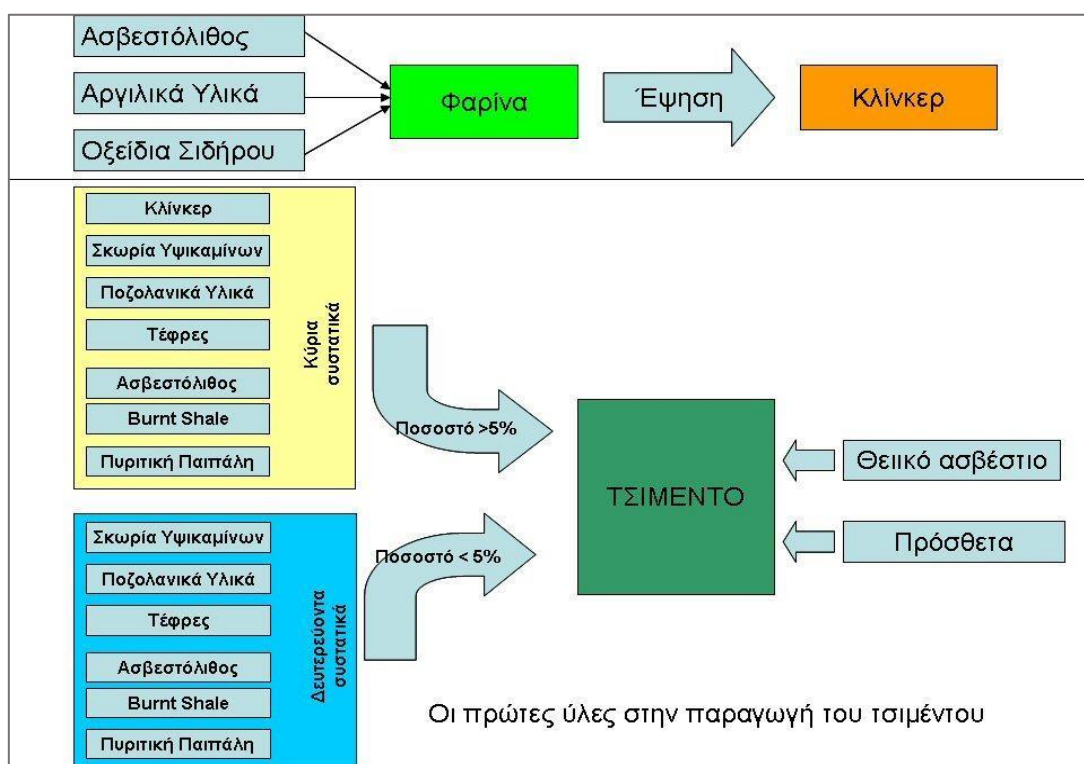 Ασβεστόλιθος
Αργιλικά Υλικά
Οξείδια Σιδήρου
Φαρίνα
Έψηση
Κλίνκερ
Κλίνκερ
Σκωρία Υψικαμίνων
Ποζολανικά Υλικά
Τέφρες
Ασβεστόλιθος
Burnt Shale
Πυριτική Παιπάλη
Κύρια
συστατικά
Ποσοστό >5%
Σκωρία Υψικαμίνων
Ποζολανικά Υλικά
Τέφρες
Ασβεστόλιθος
Burnt Shale
Πυριτική Παιπάλη
Δευτερεύοντα
συστατικά
Ποσοστό < 5%
ΤΣΙΜΕΝΤΟ
Θειικό ασβέστιο
Πρόσθετα
Οι πρώτες ύλες στην παραγωγή του τσιμέντου